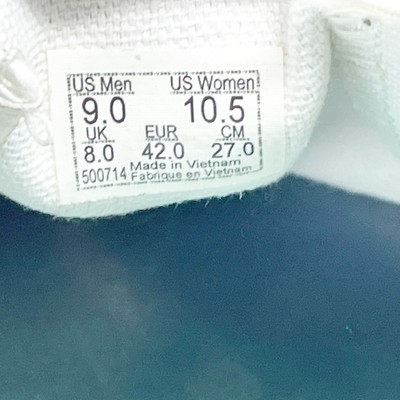 US Men US Women
9.0 10.5
UK EUR CM
8.0 42.0 27.0
500714 Made in Vietnam
Fabrique en Vietnam